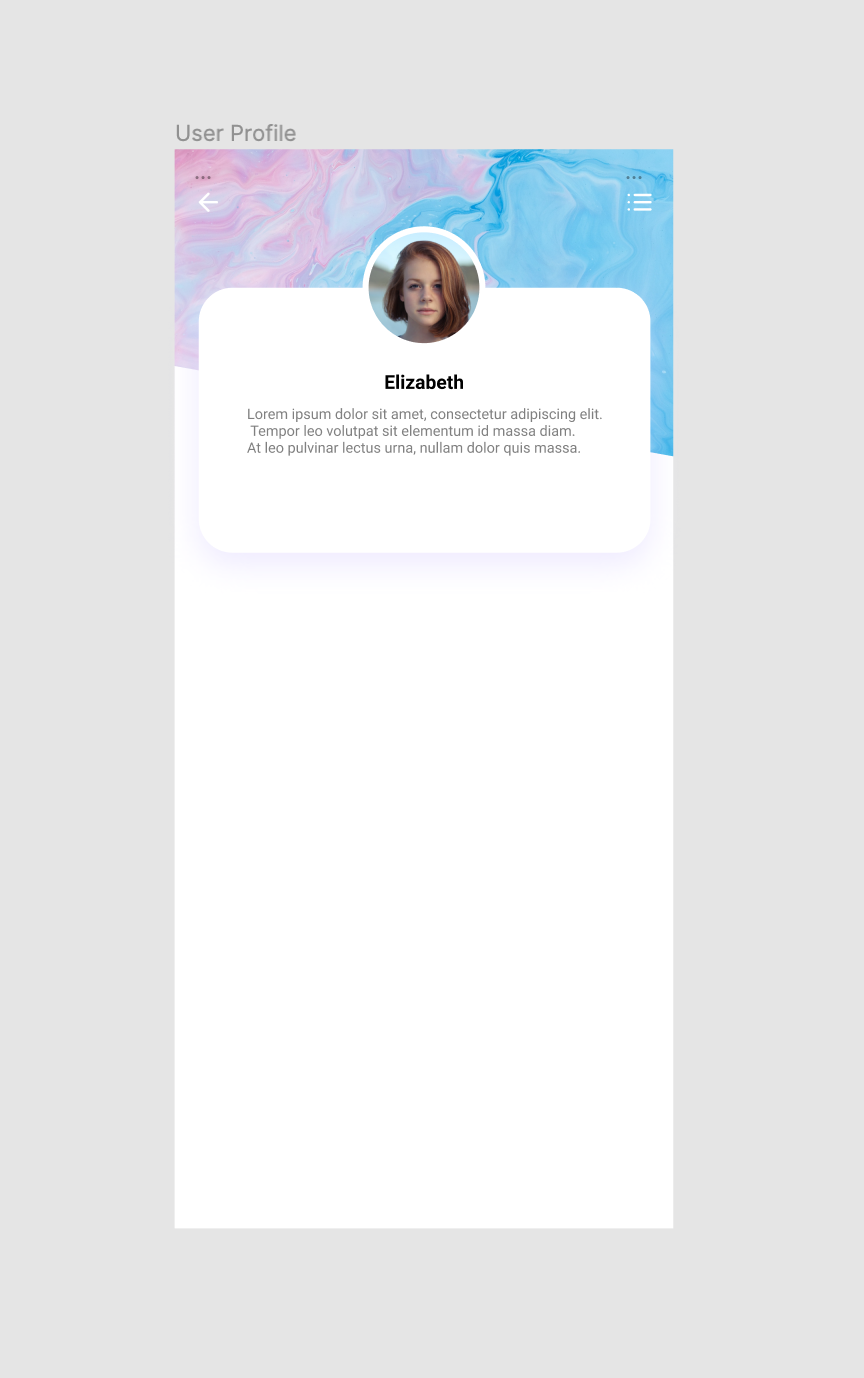 User Profile
Elizabeth
Lorem ipsum dolor sit amet, consectetur adipiscing elit.
Tempor leo volutpat sit elementum id massa diam.
At leo pulvinar lectus urna, nullam dolor quis massa.